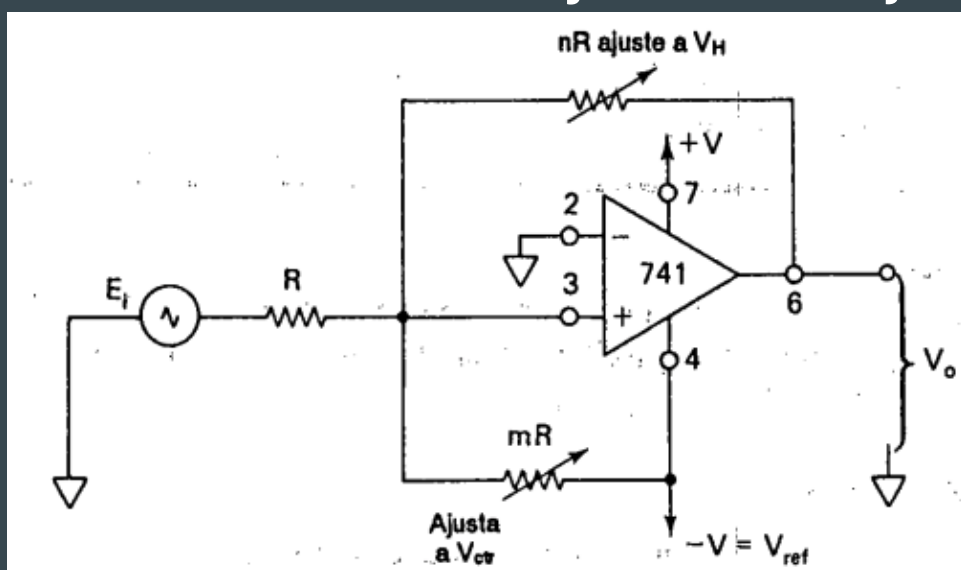 nR ajuste a V_H
+V
7
2
−
741
3
+
6
4
E_i
R
V_o
mR
Ajusta
a V_ctr
−V = V_ref